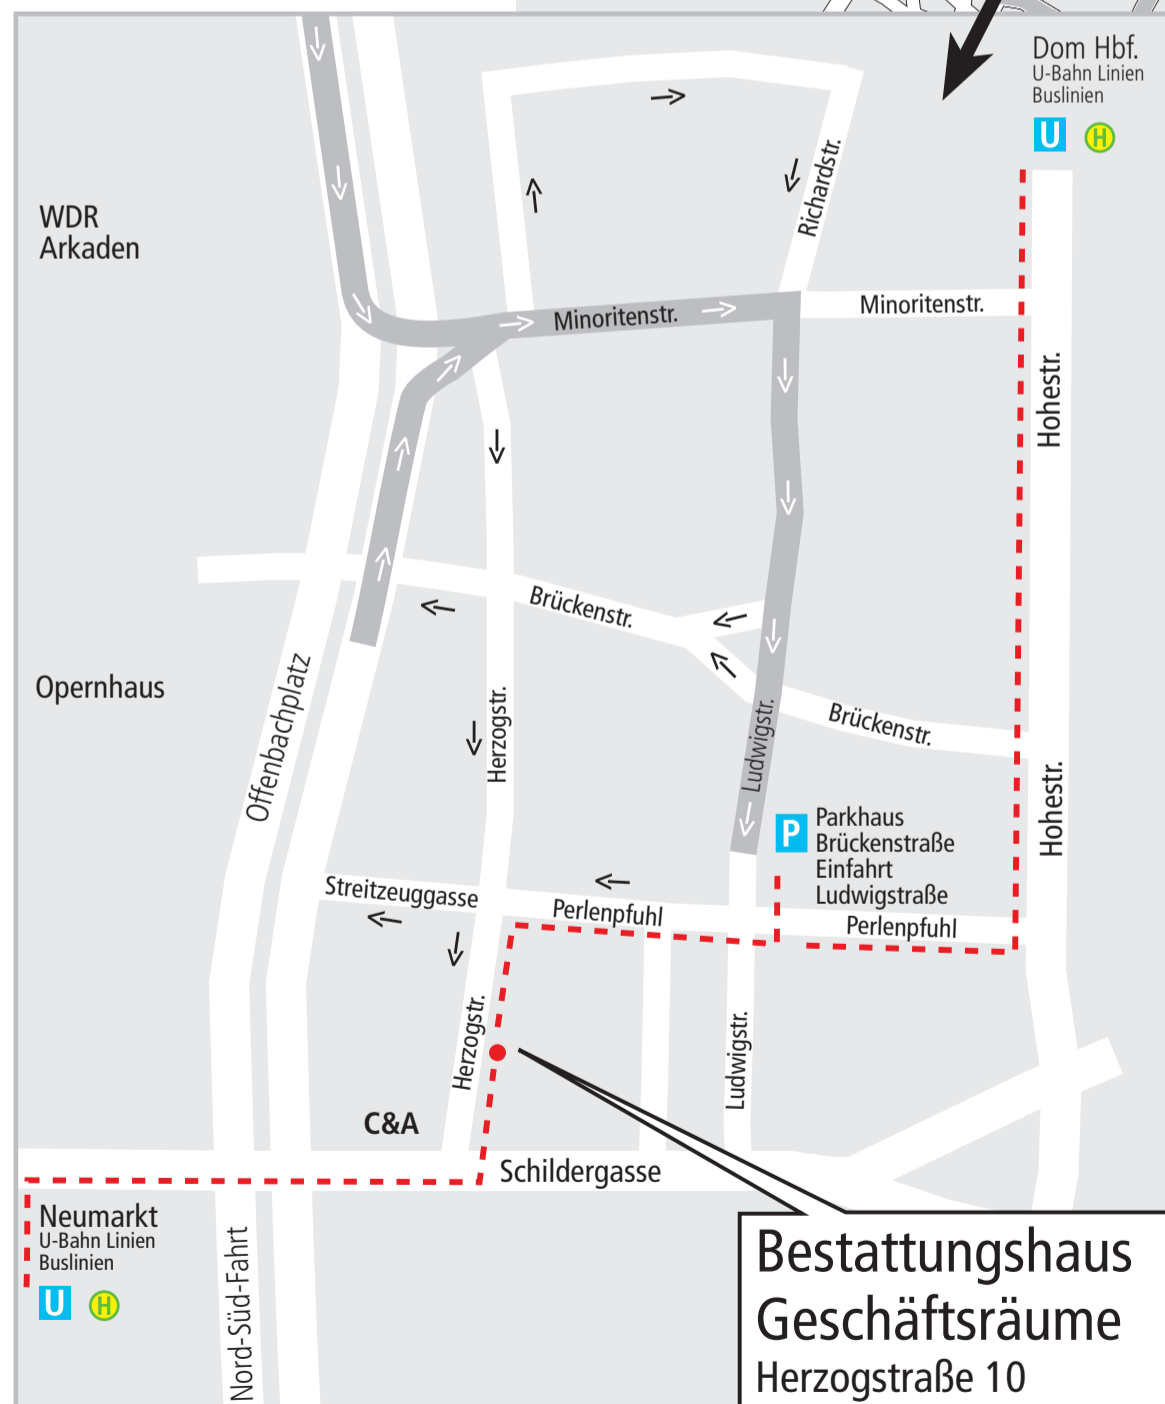 Dom Hbf.
U-Bahn Linien
Buslinien
U
H
WDR
Arkaden
Richardstr.
Minoritenstr.
Minoritenstr.
Hohestr.
Brückenstr.
Opernhaus
Offenbachplatz
Herzogstr.
Ludwigstr.
Brückenstr.
Hohestr.
P
Parkhaus
Brückenstraße
Einfahrt
Ludwigstraße
Streitzeuggasse
Perlenpfuhl
Perlenpfuhl
Herzogstr.
Ludwigstr.
C&A
Schildergasse
Neumarkt
U-Bahn Linien
Buslinien
U
H
Nord-Süd-Fahrt
Bestattungshaus
Geschäftsräume
Herzogstraße 10